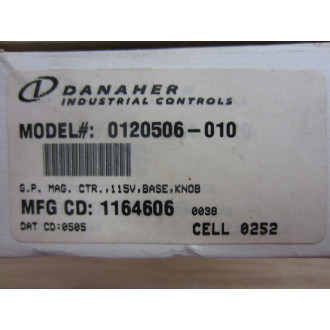 DANAHER
INDUSTRIAL CONTROLS
MODEL#: 0120506-010
G.P. MAG. CTR.,115V,BASE,KNOB
MFG CD: 1164606 0038
DAT CD:0505
CELL 0252